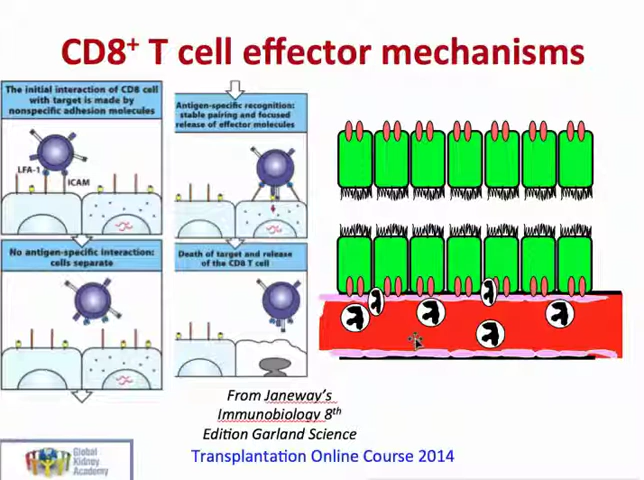 CD8+ T cell effector mechanisms
The initial interaction of CD8 cell
with target is made by
nonspecific adhesion molecules
LFA-1
ICAM
No antigen-specific interaction:
cells separate
Antigen-specific recognition:
stable pairing and focused
release of effector molecules
Death of target and release
of the CD8 T cell
From Janeway's
Immunobiology 8th
Edition Garland Science
Transplantation Online Course 2014
Global
Kidney
Academy